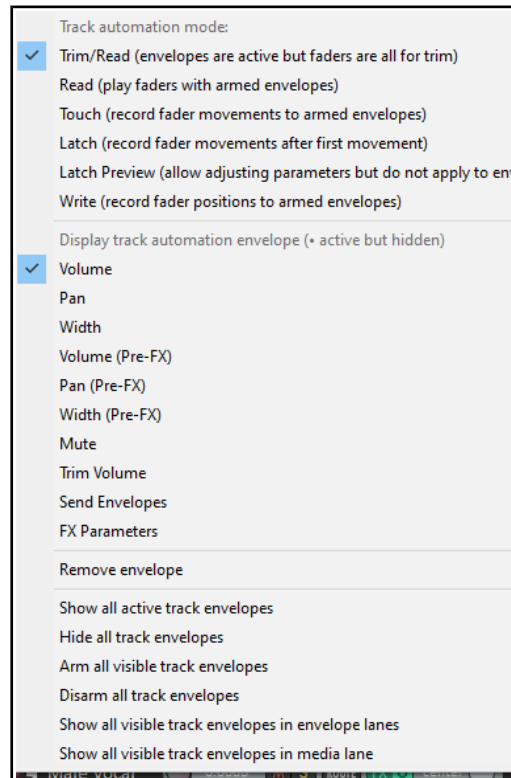 Track automation mode:
Trim/Read (envelopes are active but faders are all for trim)
Read (play faders with armed envelopes)
Touch (record fader movements to armed envelopes)
Latch (record fader movements after first movement)
Latch Preview (allow adjusting parameters but do not apply to
Write (record fader positions to armed envelopes)
Display track automation envelope (• active but hidden)
Volume
Pan
Width
Volume (Pre-FX)
Pan (Pre-FX)
Width (Pre-FX)
Mute
Trim Volume
Send Envelopes
FX Parameters
Remove envelope
Show all active track envelopes
Hide all track envelopes
Arm all visible track envelopes
Disarm all track envelopes
Show all visible track envelopes in envelope lanes
Show all visible track envelopes in media lane